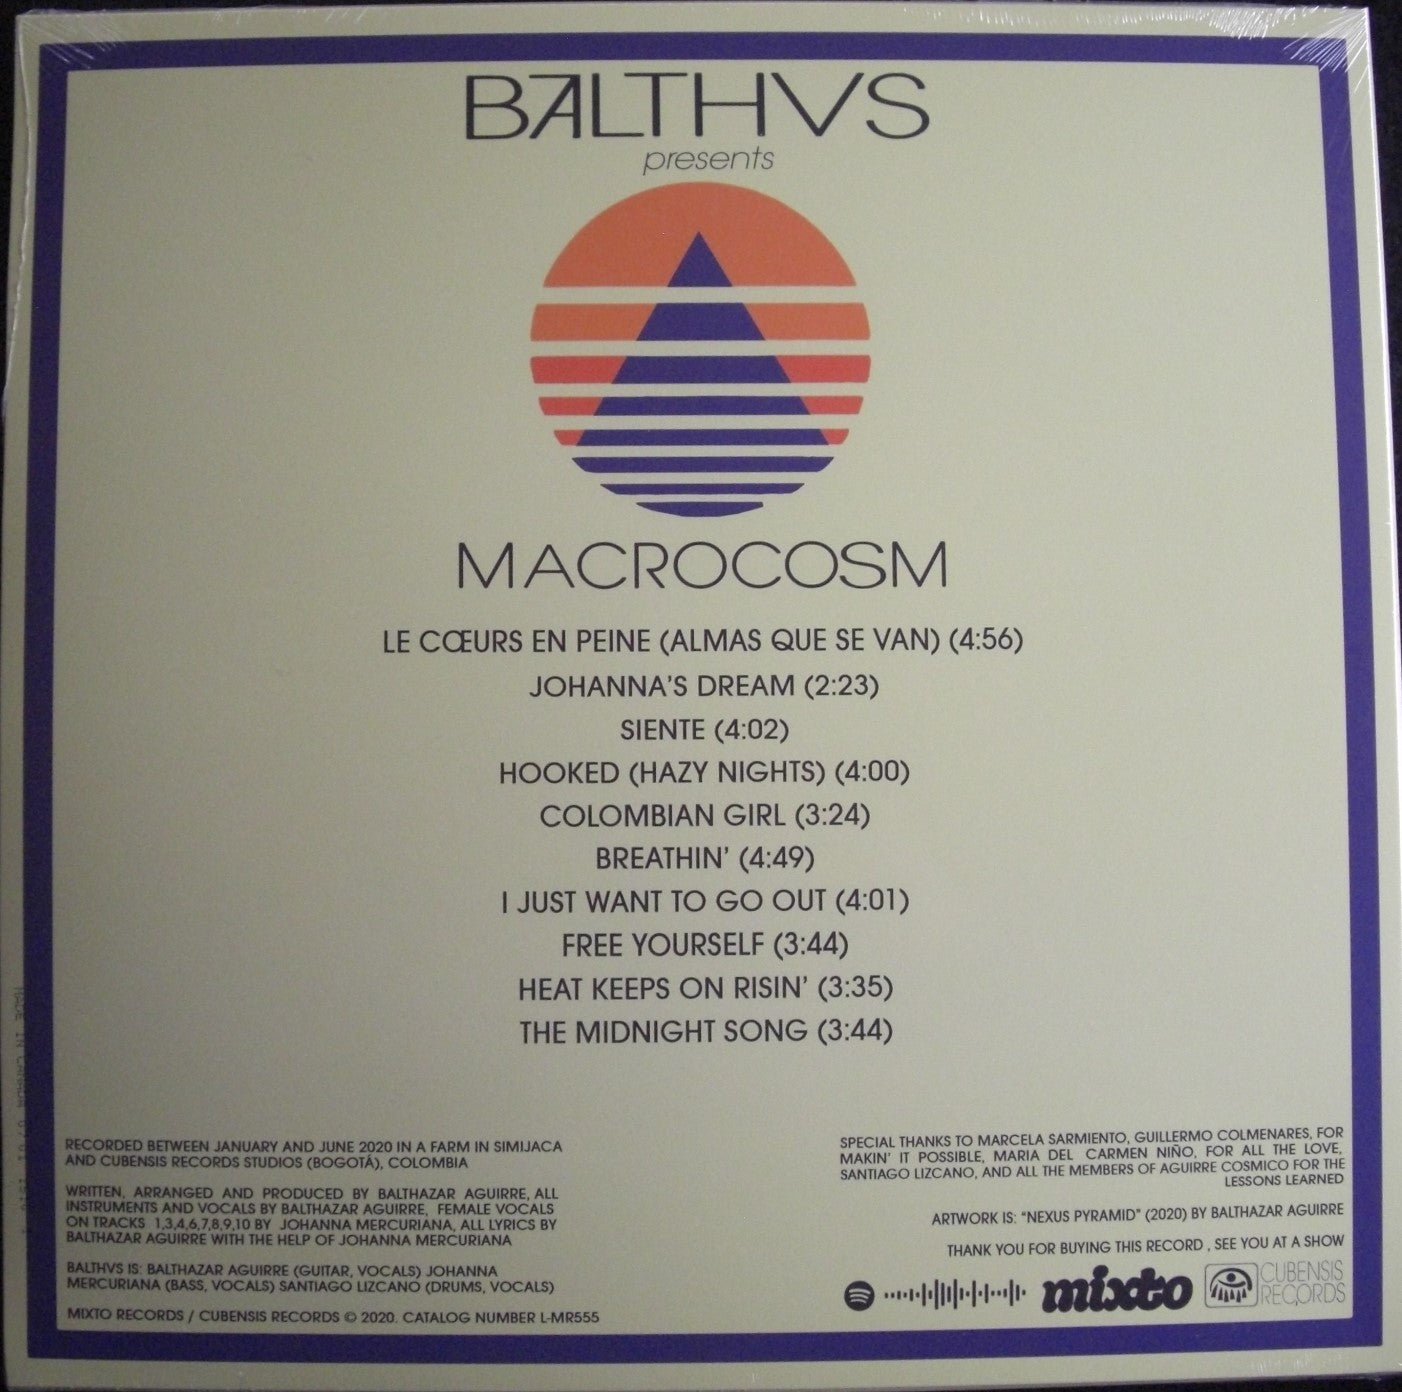 BALTHVS
presents
MACROCOSM
LE CŒURS EN PEINE (ALMAS QUE SE VAN) (4:56)
JOHANNA'S DREAM (2:23)
SIENTE (4:02)
HOOKED (HAZY NIGHTS) (4:00)
COLOMBIAN GIRL (3:24)
BREATHIN' (4:49)
I JUST WANT TO GO OUT (4:01)
FREE YOURSELF (3:44)
HEAT KEEPS ON RISIN' (3:35)
THE MIDNIGHT SONG (3:44)
RECORDED BETWEEN JANUARY AND JUNE 2020 IN A FARM IN SIMIJACA
AND CUBENSIS RECORDS STUDIOS (BOGOTÁ), COLOMBIA
WRITTEN, ARRANGED AND PRODUCED BY BALTHAZAR AGUIRRE, ALL
INSTRUMENTS AND VOCALS BY BALTHAZAR AGUIRRE, FEMALE VOCALS
ON TRACKS 1,3,4,6,7,8,9,10 BY JOHANNA MERCURIANA, ALL LYRICS BY
BALTHAZAR AGUIRRE WITH THE HELP OF JOHANNA MERCURIANA
BALTHVS IS: BALTHAZAR AGUIRRE (GUITAR, VOCALS) JOHANNA
MERCURIANA (BASS, VOCALS) SANTIAGO LIZCANO (DRUMS, VOCALS)
MIXTO RECORDS / CUBENSIS RECORDS © 2020. CATALOG NUMBER L-MR555
SPECIAL THANKS TO MARCELA SARMIENTO, GUILLERMO COLMENARES, FOR
MAKIN' IT POSSIBLE, MARIA DEL CARMEN NIÑO, FOR ALL THE LOVE,
SANTIAGO LIZCANO, AND ALL THE MEMBERS OF AGUIRRE COSMICO FOR THE
LESSONS LEARNED
ARTWORK IS: "NEXUS PYRAMID" (2020) BY BALTHAZAR AGUIRRE
THANK YOU FOR BUYING THIS RECORD , SEE YOU AT A SHOW
mixto
CUBENSIS
RECORDS
MADE IN CANADA